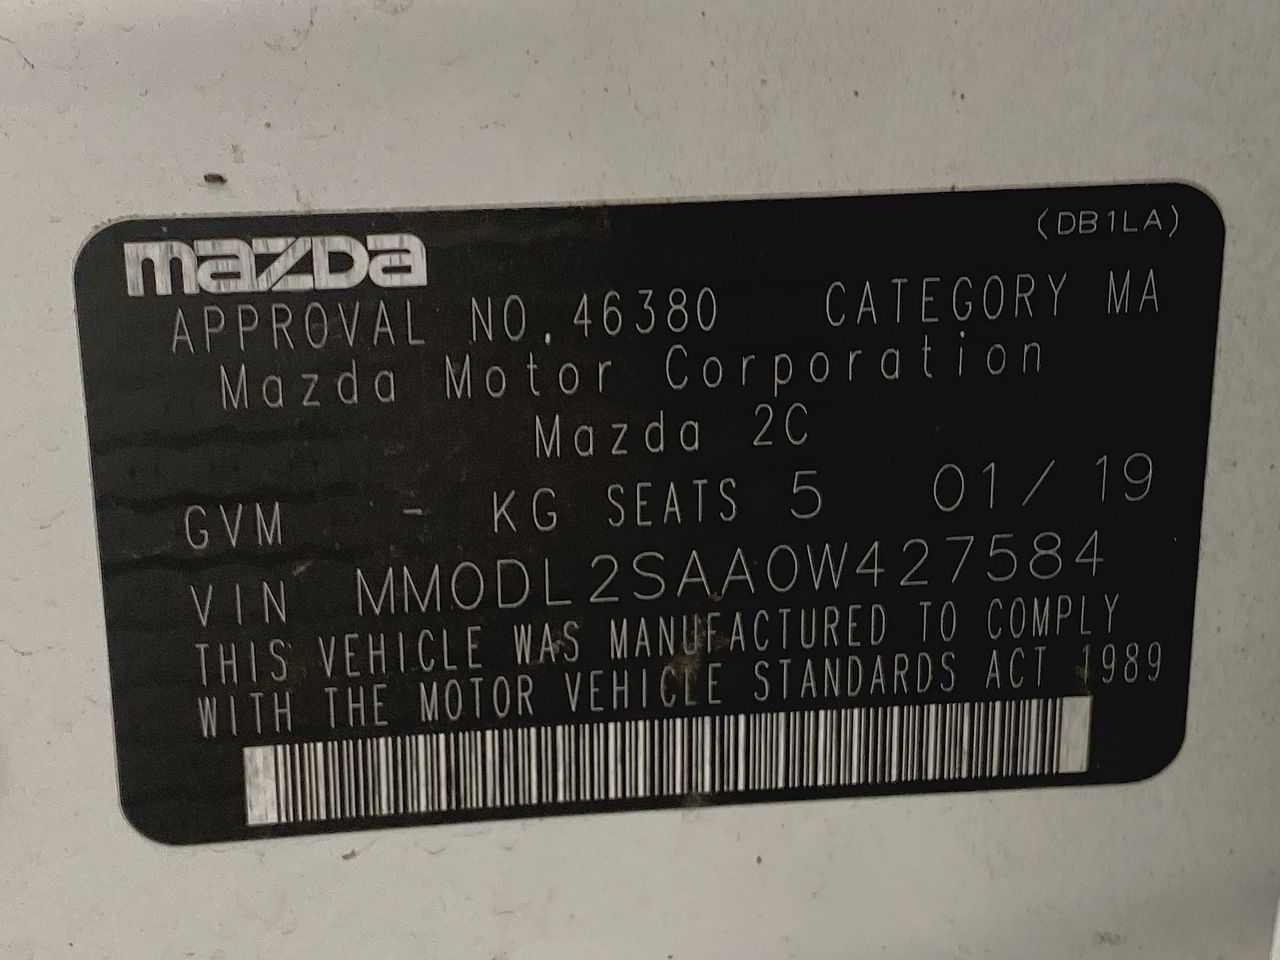 mazda
(DB1LA)
APPROVAL NO.46380 CATEGORY MA
Mazda Motor Corporation
Mazda 2C
GVM - KG SEATS 5 01/19
VIN MM0DL2SAA0W427584
THIS VEHICLE WAS MANUFACTURED TO COMPLY
WITH THE MOTOR VEHICLE STANDARDS ACT 1989